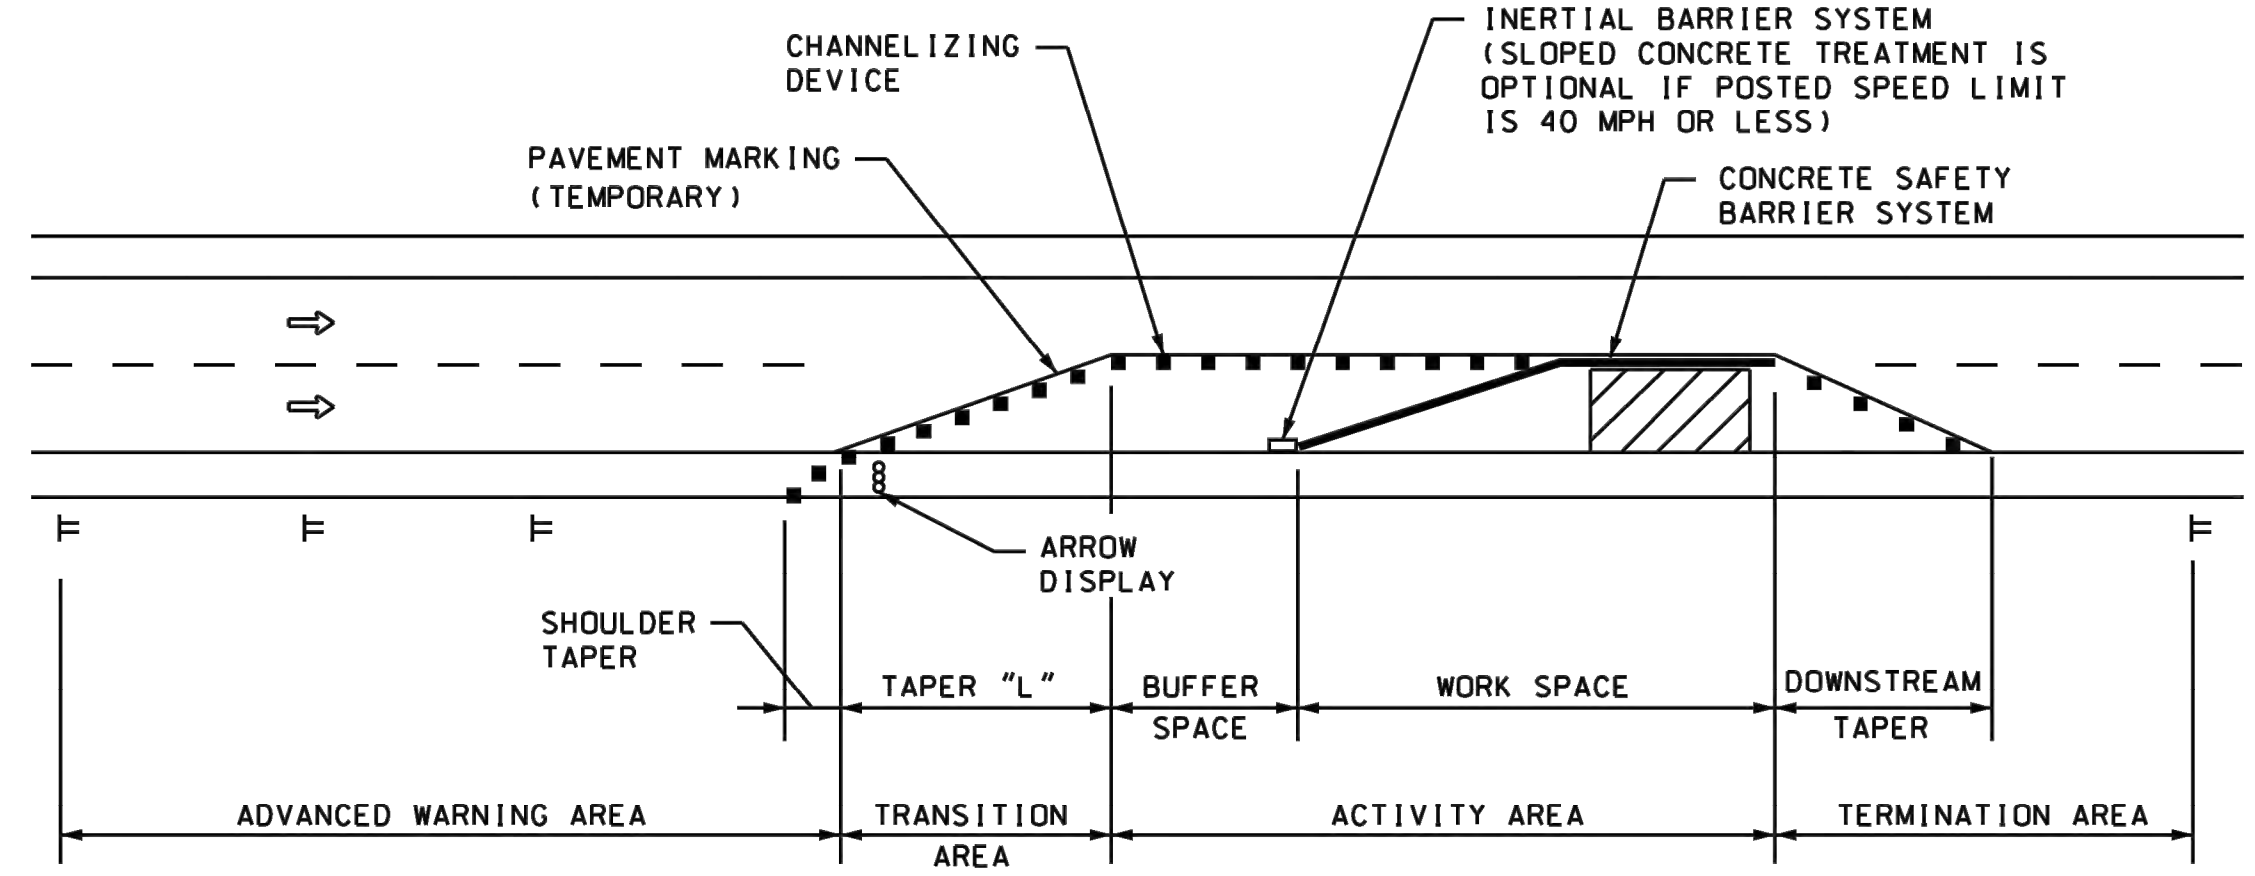 INERTIAL BARRIER SYSTEM
(SLOPED CONCRETE TREATMENT IS
OPTIONAL IF POSTED SPEED LIMIT
IS 40 MPH OR LESS)
CHANNELIZING
DEVICE
PAVEMENT MARKING
(TEMPORARY)
CONCRETE SAFETY
BARRIER SYSTEM
ARROW
DISPLAY
SHOULDER
TAPER
TAPER "L"
BUFFER
SPACE
WORK SPACE
DOWNSTREAM
TAPER
ADVANCED WARNING AREA
TRANSITION
AREA
ACTIVITY AREA
TERMINATION AREA